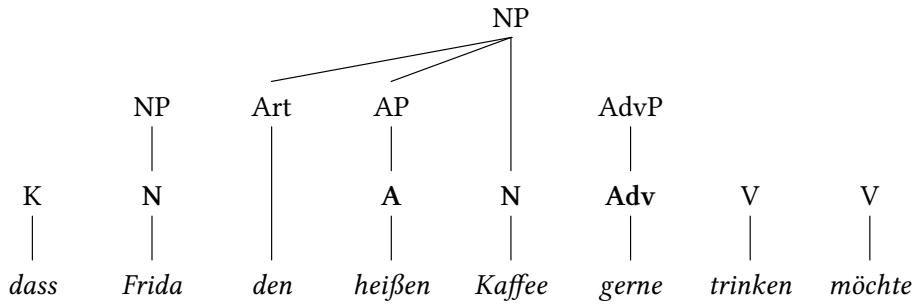 NP
NP Art AP AdvP
K N A N Adv V V
dass Frida den heißen Kaffee gerne trinken möchte